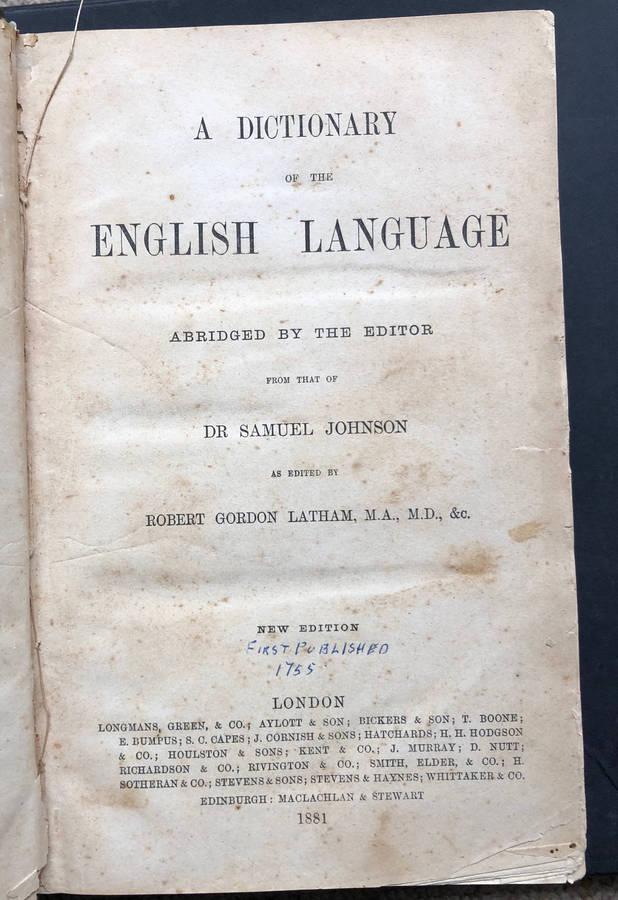 A DICTIONARY
OF THE
ENGLISH LANGUAGE
ABRIDGED BY THE EDITOR
FROM THAT OF
DR SAMUEL JOHNSON
AS EDITED BY
ROBERT GORDON LATHAM, M.A., M.D., &c.
NEW EDITION
FIRST PUBLISHED
1755
LONDON
LONGMANS, GREEN, & CO.; AYLOTT & SON; BICKERS & SON; T. BOONE;
E. BUMPUS; S. C. CAPES; J. CORNISH & SONS; HATCHARDS; H. H. HODGSON
& CO.; HOULSTON & SONS; KENT & CO.; J. MURRAY; D. NUTT;
RICHARDSON & CO.; RIVINGTON & CO.; SMITH, ELDER, & CO.; H.
SOTHERAN & CO.; STEVENS & SONS; STEVENS & HAYNES; WHITTAKER & CO.
EDINBURGH: MACLACHLAN & STEWART
1881